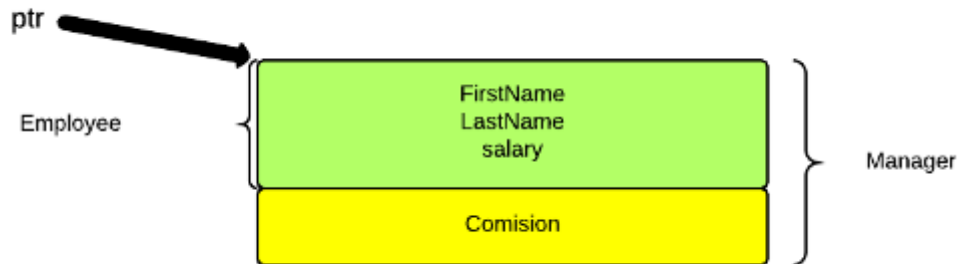 ptr
FirstName
LastName
salary
Employee
Manager
Comision